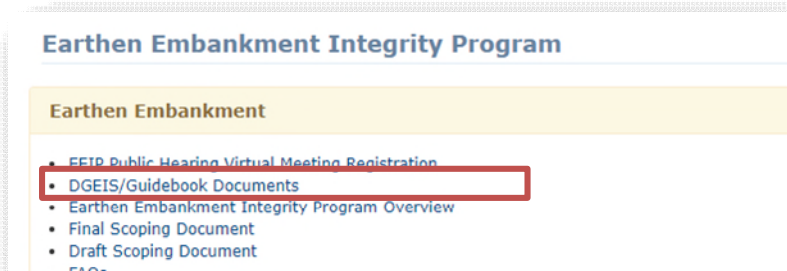 Earthen Embankment Integrity Program
Earthen Embankment
• EEIP Public Hearing Virtual Meeting Registration
• DGEIS/Guidebook Documents
• Earthen Embankment Integrity Program Overview
• Final Scoping Document
• Draft Scoping Document
• FAQs